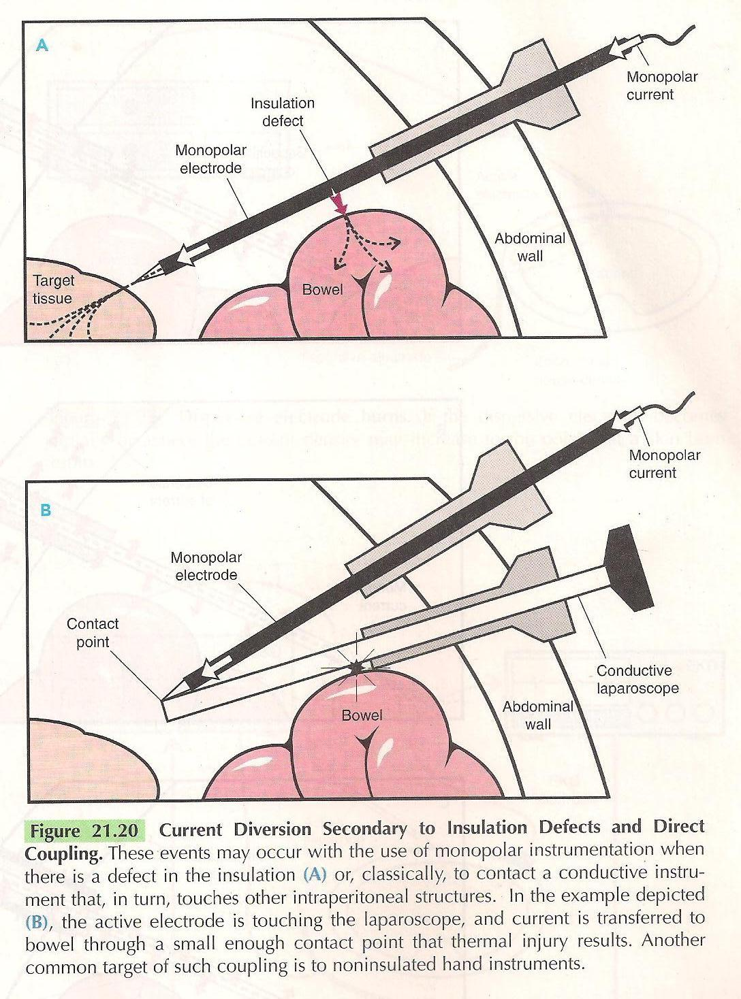 A
Monopolar
current
Insulation
defect
Monopolar
electrode
Abdominal
wall
Target
tissue
Bowel
Monopolar
current
B
Monopolar
electrode
Contact
point
Conductive
laparoscope
Abdominal
wall
Bowel
Figure 21.20 Current Diversion Secondary to Insulation Defects and Direct
Coupling. These events may occur with the use of monopolar instrumentation when
there is a defect in the insulation (A) or, classically, to contact a conductive instru-
ment that, in turn, touches other intraperitoneal structures. In the example depicted
(B), the active electrode is touching the laparoscope, and current is transferred to
bowel through a small enough contact point that thermal injury results. Another
common target of such coupling is to noninsulated hand instruments.